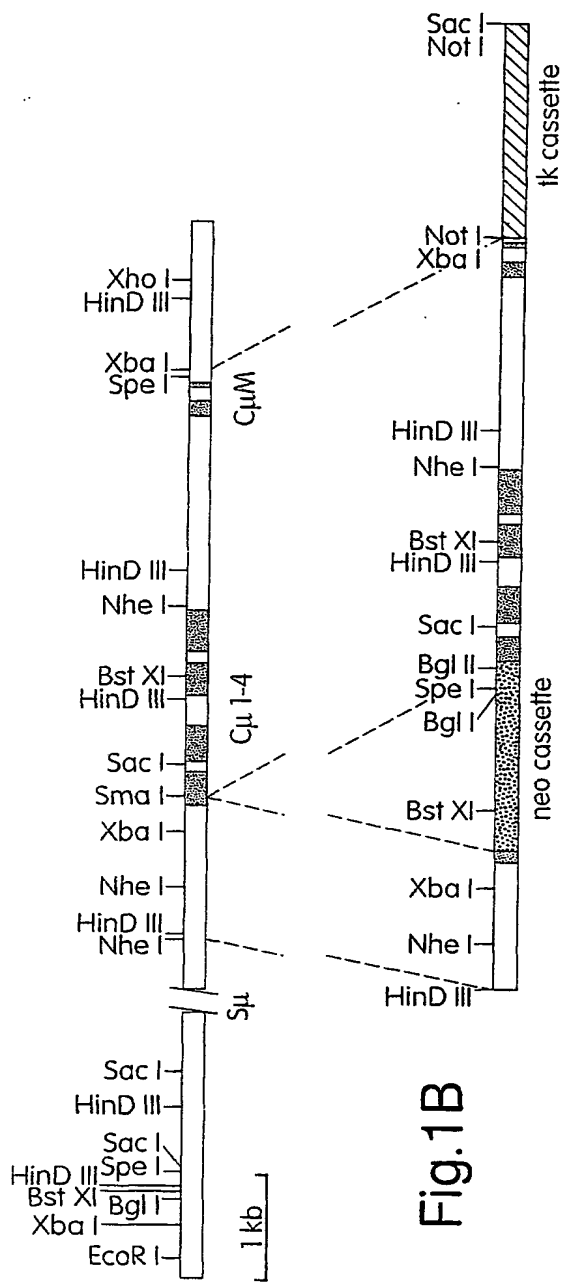 Xho I
HinD III
Xba I
Spe I
CμM
HinD III
Nhe I
Bst XI
HinD III
Cμ 1-4
Sac I
Sma I
Xba I
Nhe I
HinD III
Nhe I
Sμ
Sac I
HinD III
Sac I
Spe I
HinD III
Bst XI
Bgl I
Xba I
EcoR I
1 kb
Sac I
Not I
tk cassette
Not I
Xba I
HinD III
Nhe I
Bst XI
HinD III
Sac I
Bgl II
Spe I
Bgl I
neo cassette
Bst XI
Xba I
Nhe I
HinD III
Fig.1B